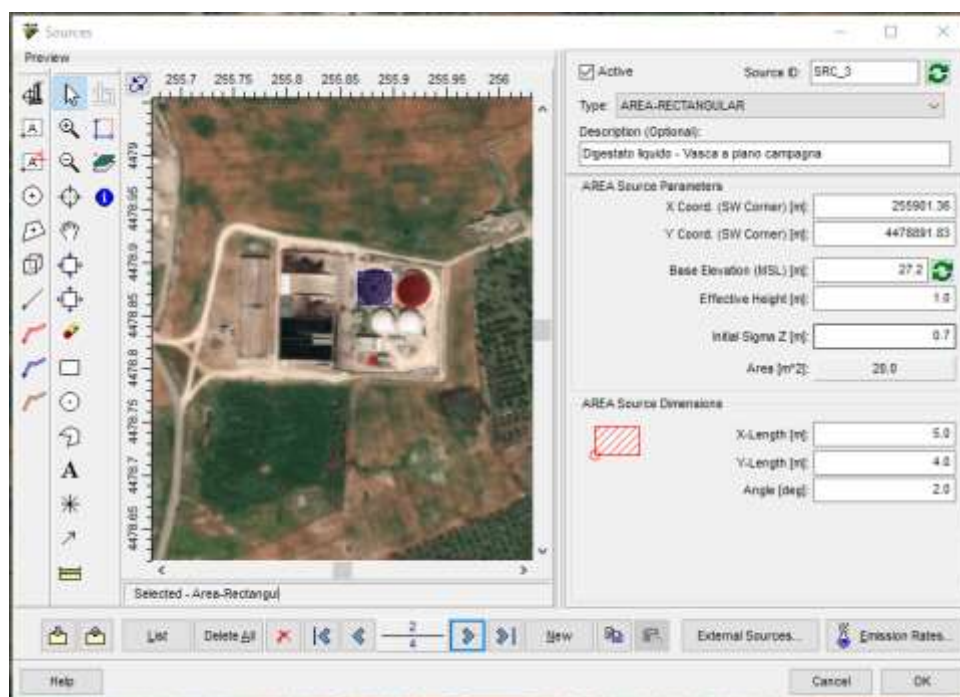 Sources
Preview
255.7 255.75 255.8 255.85 255.9 255.95 256
4479
4478.95
4478.9
4478.85
4478.8
4478.75
4478.7
4478.65
A
A
A
Selected - Area-Rectangul
Active
Source ID: SRC_3
Type: AREA-RECTANGULAR
Description (Optional):
Digestato liquido - Vasca a piano campagna
AREA Source Parameters
X Coord. (SW Corner) [m]: 255901.36
Y Coord. (SW Corner) [m]: 4478891.83
Base Elevation (MSL) [m]: 27.2
Effective Height [m]: 1.0
Initial Sigma Z [m]: 0.7
Area [m^2]: 20.0
AREA Source Dimensions
X-Length [m]: 5.0
Y-Length [m]: 4.0
Angle [deg]: 2.0
List Delete All 2 4 New External Sources... Emission Rates...
Help Cancel OK